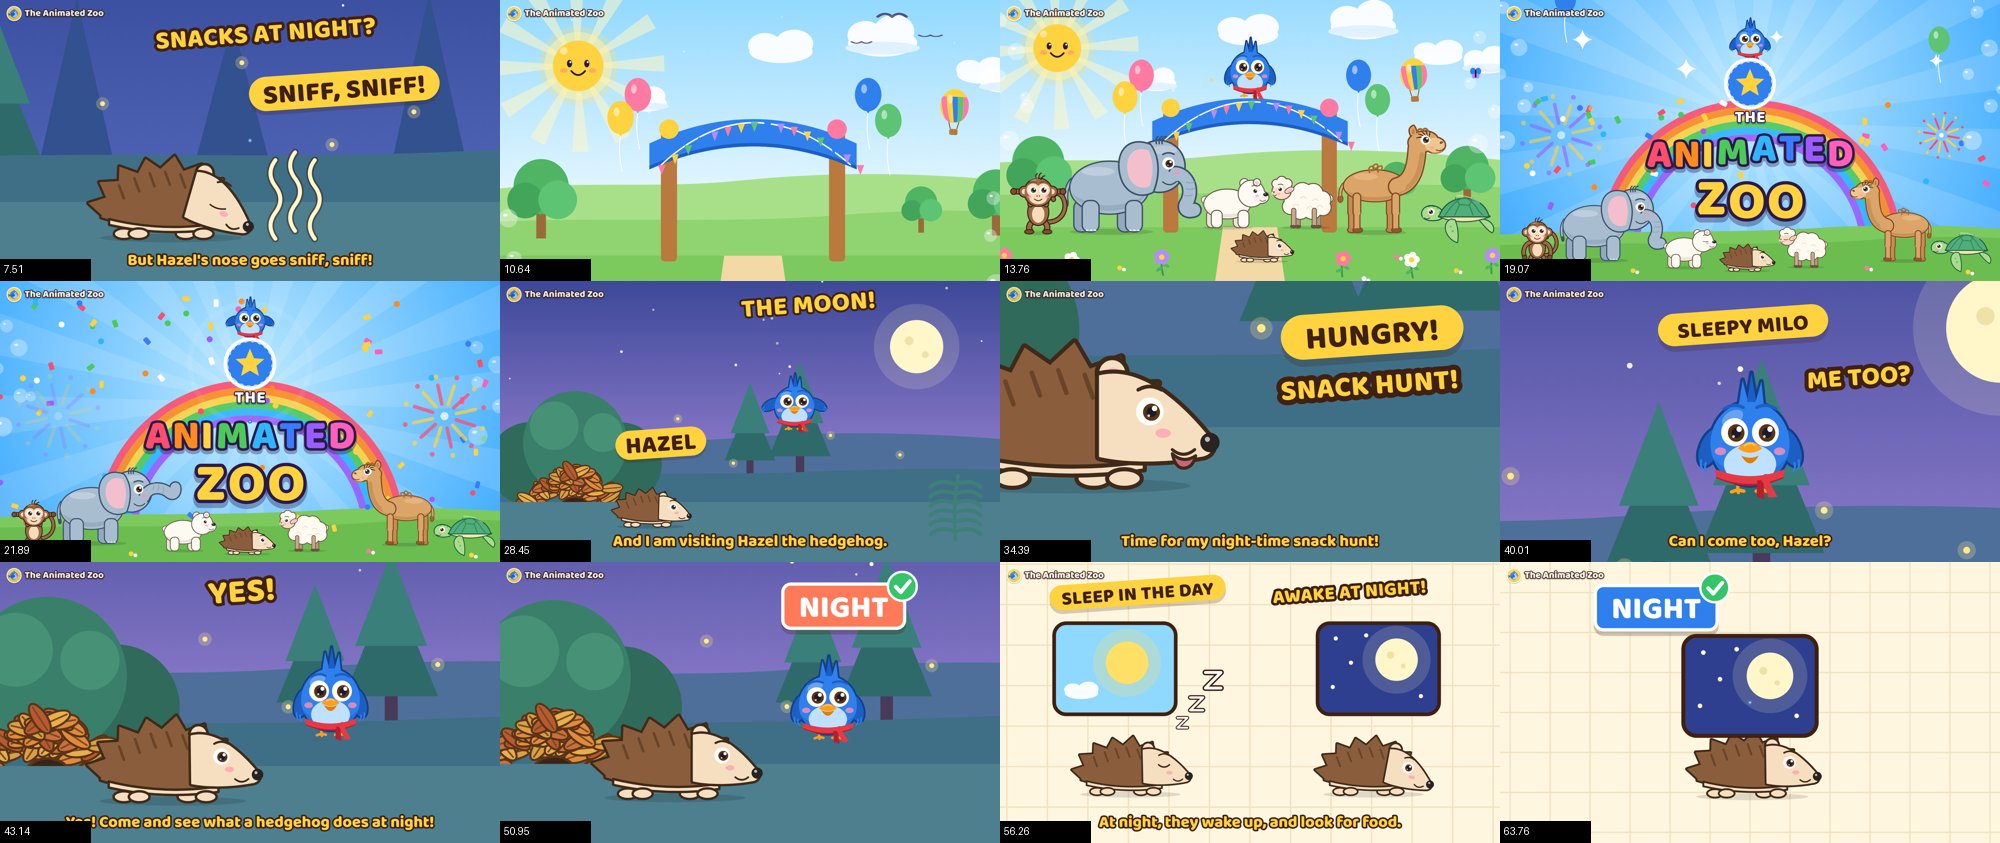 The Animated Zoo
SNACKS AT NIGHT?
SNIFF, SNIFF!
But Hazel's nose goes sniff, sniff!
7.51
The Animated Zoo
10.64
The Animated Zoo
13.76
The Animated Zoo
THE
ANIMATED
ZOO
19.07
The Animated Zoo
THE
ANIMATED
ZOO
21.89
The Animated Zoo
THE MOON!
HAZEL
And I am visiting Hazel the hedgehog.
28.45
The Animated Zoo
HUNGRY!
SNACK HUNT!
Time for my night-time snack hunt!
34.39
The Animated Zoo
SLEEPY MILO
ME TOO?
Can I come too, Hazel?
40.01
The Animated Zoo
YES!
Yes! Come and see what a hedgehog does at night!
43.14
The Animated Zoo
NIGHT
50.95
The Animated Zoo
SLEEP IN THE DAY
AWAKE AT NIGHT!
Z
Z
Z
At night, they wake up, and look for food.
56.26
The Animated Zoo
NIGHT
63.76